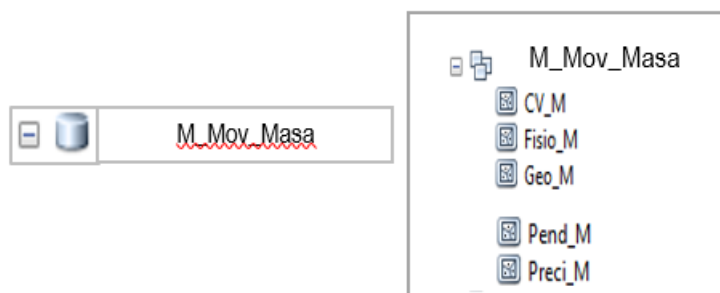 M_Mov_Masa
M_Mov_Masa
CV_M
Fisio_M
Geo_M
Pend_M
Preci_M